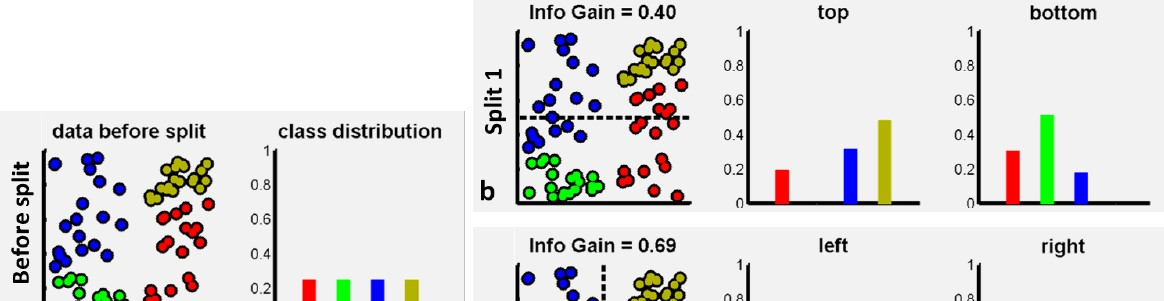 Info Gain = 0.40
top
bottom
Split 1
b
1
0.8
0.6
0.4
0.2
0
1
0.8
0.6
0.4
0.2
0
data before split
class distribution
Before split
1
0.8
0.6
0.4
0.2
Info Gain = 0.69
left
right
1
0.8
1
0.8